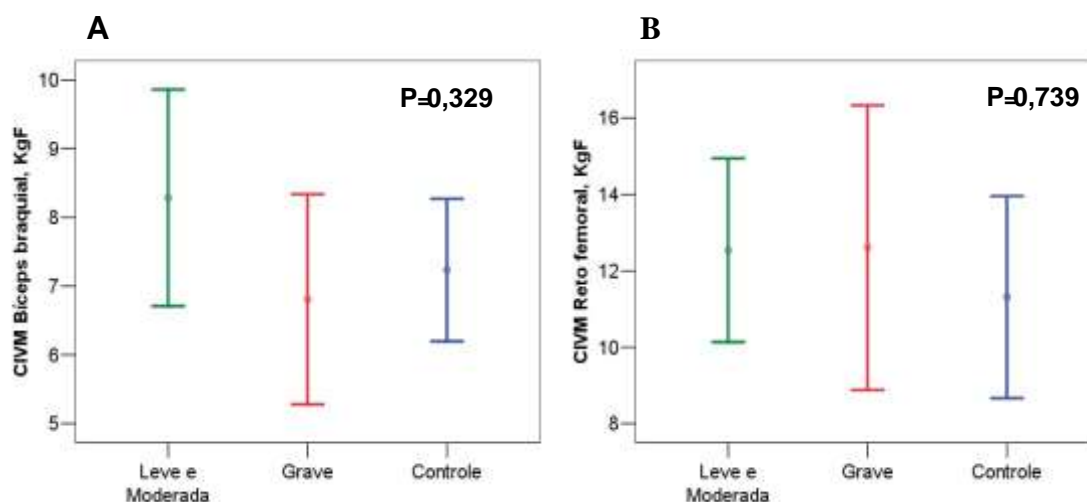 A
P=0,329
CIVM Bíceps braquial, KgF
10
9
8
7
6
5
Leve e
Moderada
Grave
Controle
B
P=0,739
CIVM Reto femoral, KgF
16
14
12
10
8
Leve e
Moderada
Grave
Controle